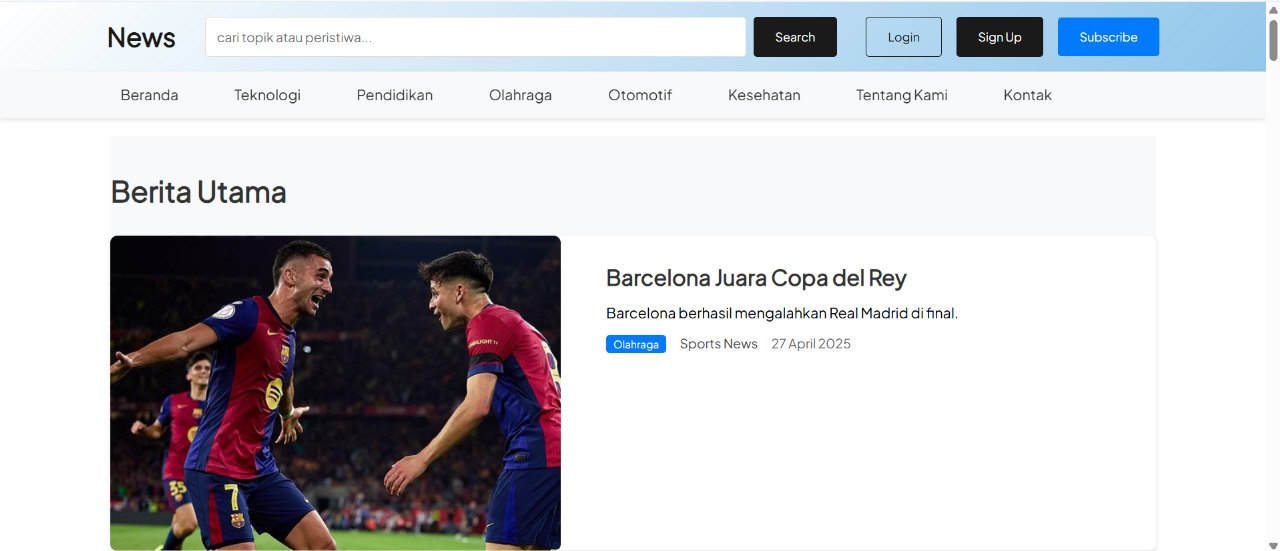 News
cari topik atau peristiwa...
Search
Login
Sign Up
Subscribe
Beranda
Teknologi
Pendidikan
Olahraga
Otomotif
Kesehatan
Tentang Kami
Kontak
Berita Utama
Barcelona Juara Copa del Rey
Barcelona berhasil mengalahkan Real Madrid di final.
Olahraga Sports News 27 April 2025
7